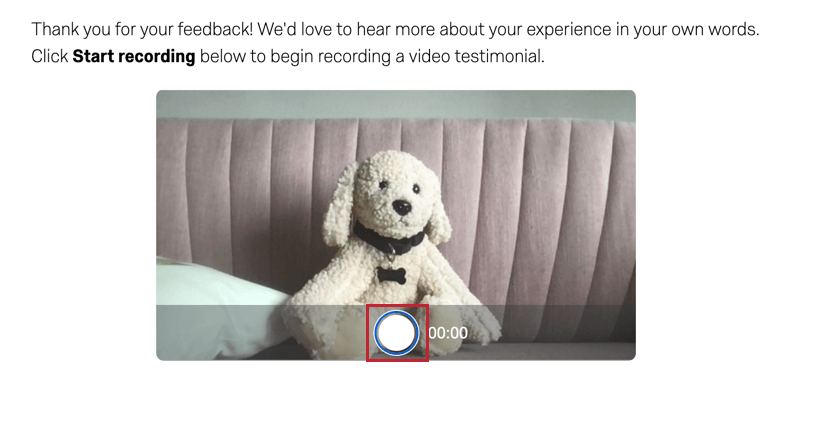 Thank you for your feedback! We'd love to hear more about your experience in your own words.
Click Start recording below to begin recording a video testimonial.
00:00